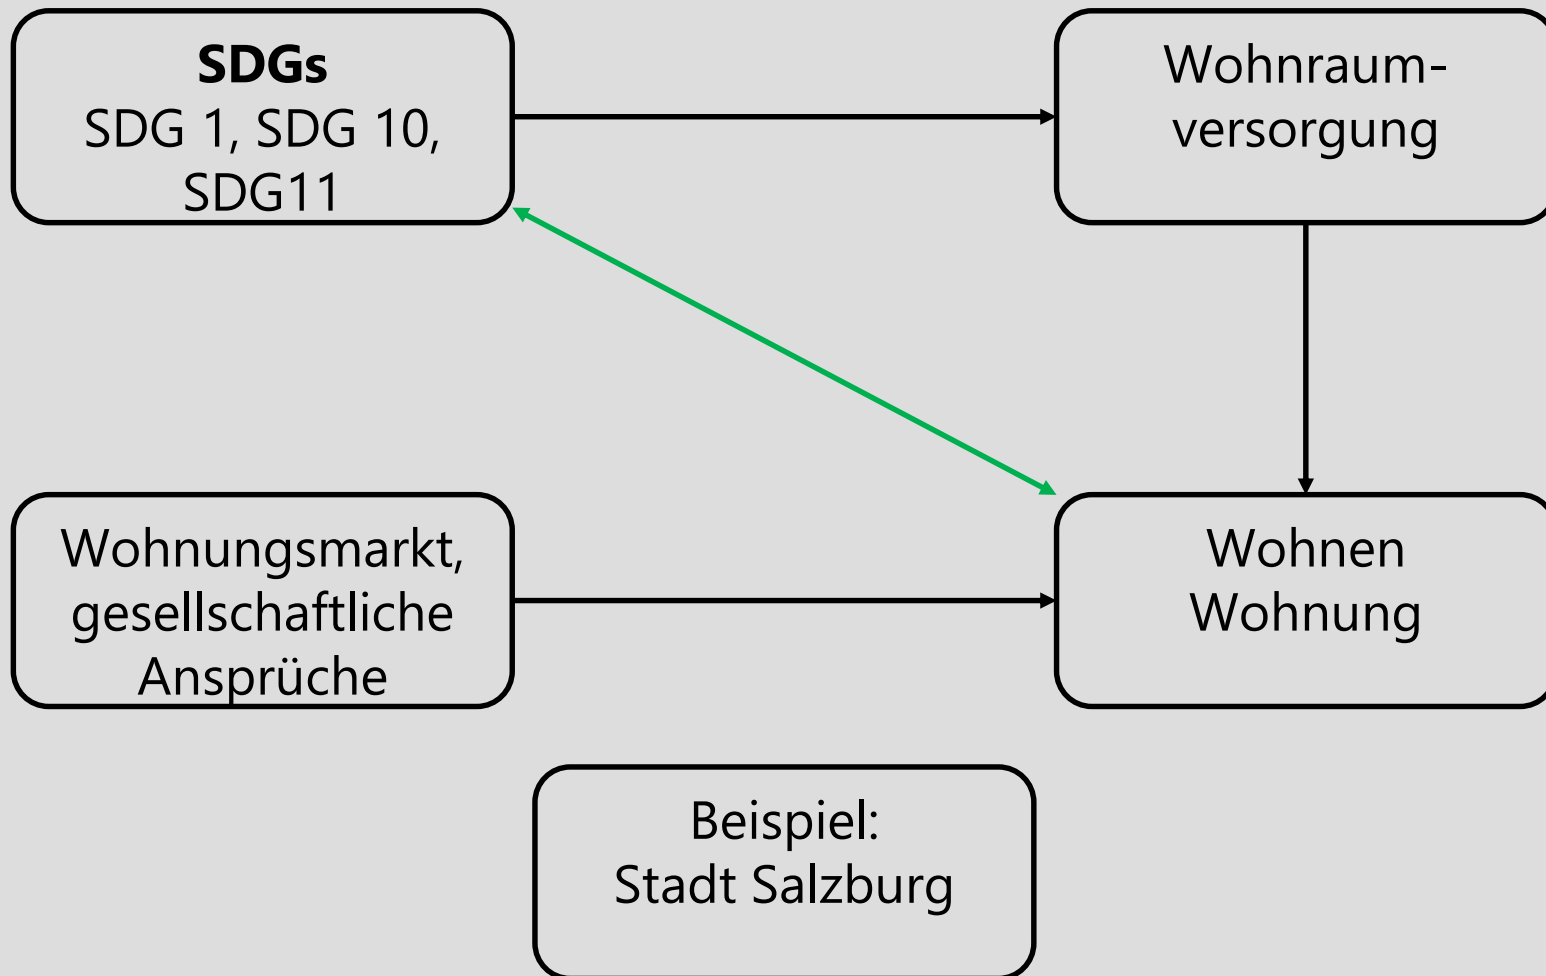 SDGs
SDG 1, SDG 10,
SDG11
Wohnraum-
versorgung
Wohnungsmarkt,
gesellschaftliche
Ansprüche
Wohnen
Wohnung
Beispiel:
Stadt Salzburg